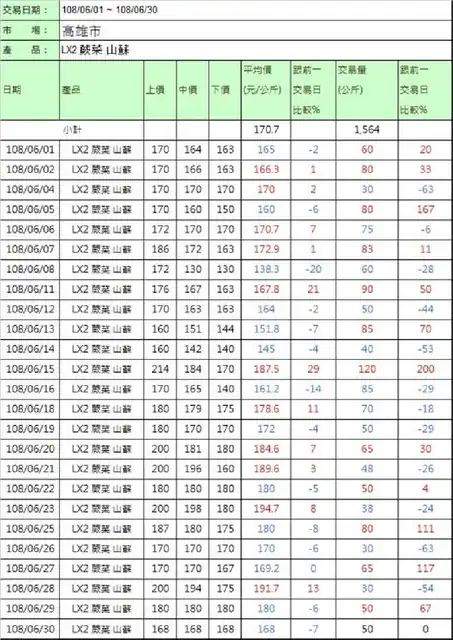 交易日期： 108/06/01 ~ 108/06/30
市 場： 高雄市
產 品： LX2 蕨菜 山蘇
日期 產品 上價 中價 下價 平均價 (元/公斤) 跟前一交易日比較% 交易量 (公斤) 跟前一交易日比較%
小計 170.7 1,564
108/06/01 LX2 蕨菜 山蘇 170 164 163 165 -2 60 20
108/06/02 LX2 蕨菜 山蘇 170 166 163 166.3 1 80 33
108/06/04 LX2 蕨菜 山蘇 170 170 170 170 2 30 -63
108/06/05 LX2 蕨菜 山蘇 170 160 150 160 -6 80 167
108/06/06 LX2 蕨菜 山蘇 172 170 170 170.7 7 75 -6
108/06/07 LX2 蕨菜 山蘇 186 172 163 172.9 1 83 11
108/06/08 LX2 蕨菜 山蘇 172 130 130 138.3 -20 60 -28
108/06/11 LX2 蕨菜 山蘇 176 167 163 167.8 21 90 50
108/06/12 LX2 蕨菜 山蘇 170 163 163 164 -2 50 -44
108/06/13 LX2 蕨菜 山蘇 160 151 144 151.8 -7 85 70
108/06/14 LX2 蕨菜 山蘇 160 142 140 145 -4 40 -53
108/06/15 LX2 蕨菜 山蘇 214 184 170 187.5 29 120 200
108/06/16 LX2 蕨菜 山蘇 170 165 140 161.2 -14 85 -29
108/06/18 LX2 蕨菜 山蘇 180 179 175 178.6 11 70 -18
108/06/19 LX2 蕨菜 山蘇 180 170 170 172 -4 50 -29
108/06/20 LX2 蕨菜 山蘇 200 181 180 184.6 7 65 30
108/06/21 LX2 蕨菜 山蘇 200 196 160 189.6 3 48 -26
108/06/22 LX2 蕨菜 山蘇 180 180 180 180 -5 50 4
108/06/23 LX2 蕨菜 山蘇 200 198 180 194.7 8 38 -24
108/06/25 LX2 蕨菜 山蘇 187 180 175 180 -8 80 111
108/06/26 LX2 蕨菜 山蘇 170 170 170 170 -6 30 -63
108/06/27 LX2 蕨菜 山蘇 170 170 167 169.2 0 65 117
108/06/28 LX2 蕨菜 山蘇 200 194 175 191.7 13 30 -54
108/06/29 LX2 蕨菜 山蘇 180 180 180 180 -6 50 67
108/06/30 LX2 蕨菜 山蘇 168 168 168 168 -7 50 0